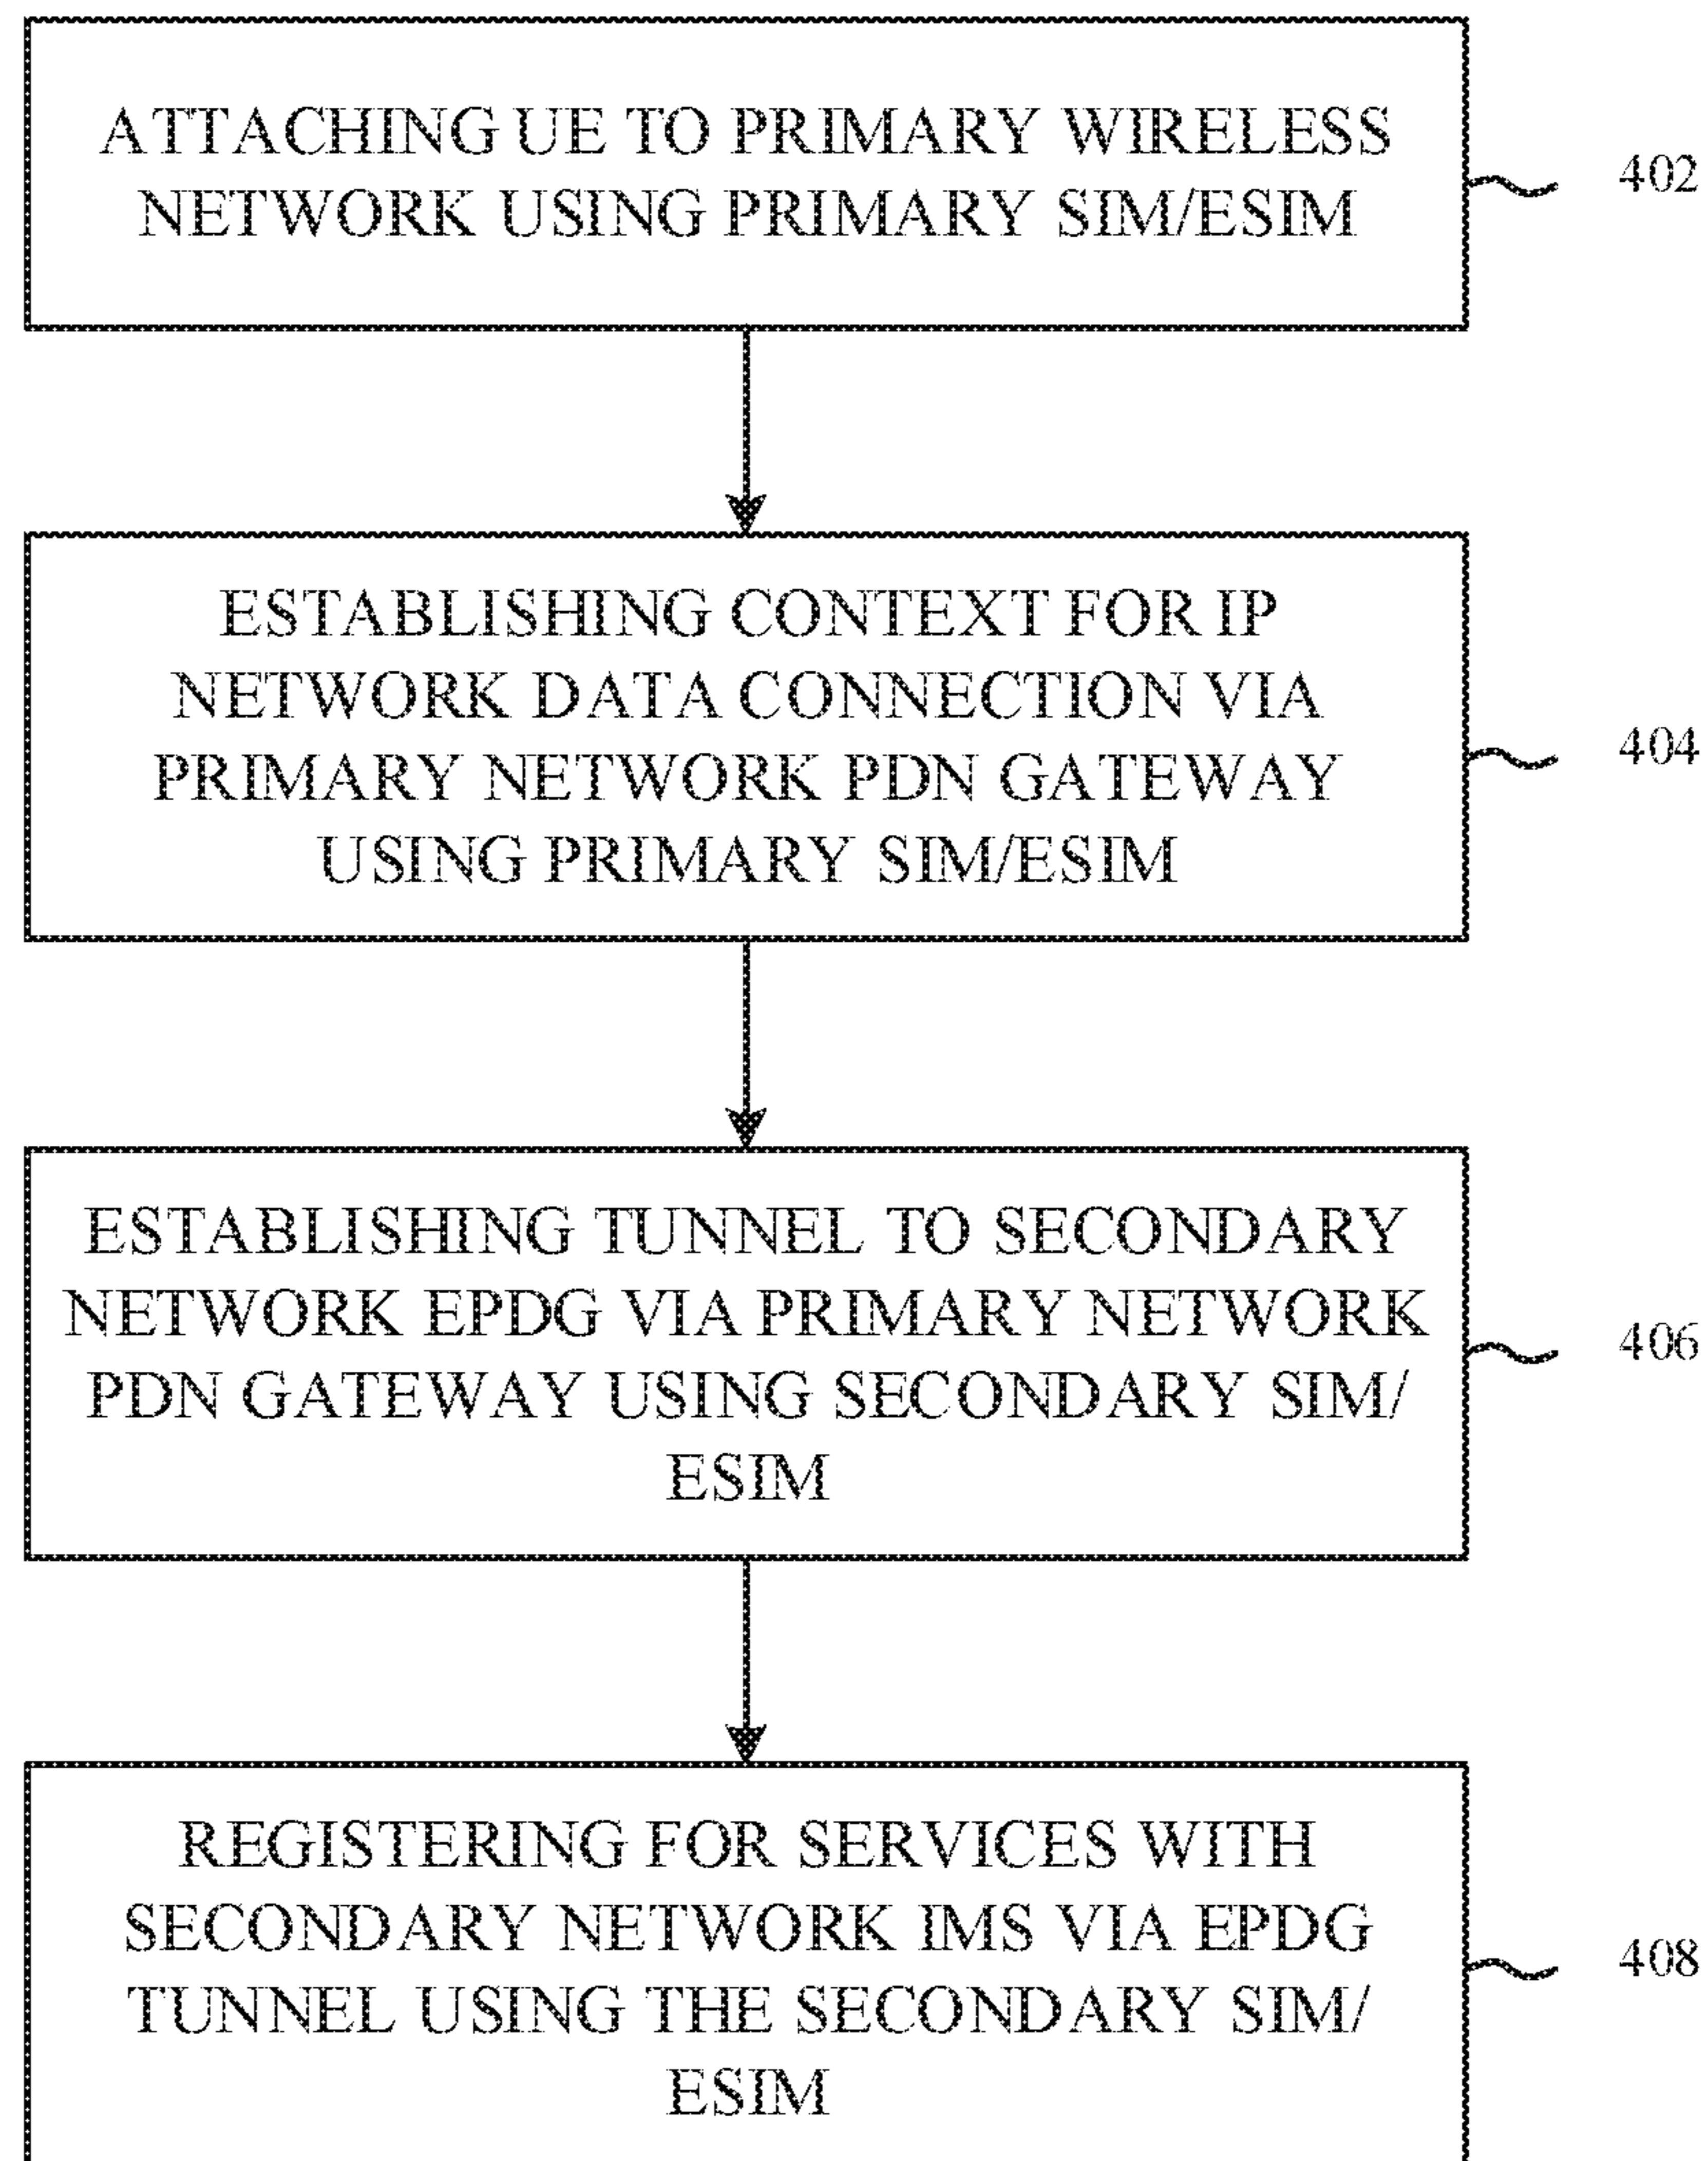 ATTACHING UE TO PRIMARY WIRELESS
NETWORK USING PRIMARY SIM/ESIM
402
ESTABLISHING CONTEXT FOR IP
NETWORK DATA CONNECTION VIA
PRIMARY NETWORK PDN GATEWAY
USING PRIMARY SIM/ESIM
404
ESTABLISHING TUNNEL TO SECONDARY
NETWORK EPDG VIA PRIMARY NETWORK
PDN GATEWAY USING SECONDARY SIM/
ESIM
406
REGISTERING FOR SERVICES WITH
SECONDARY NETWORK IMS VIA EPDG
TUNNEL USING THE SECONDARY SIM/
ESIM
408